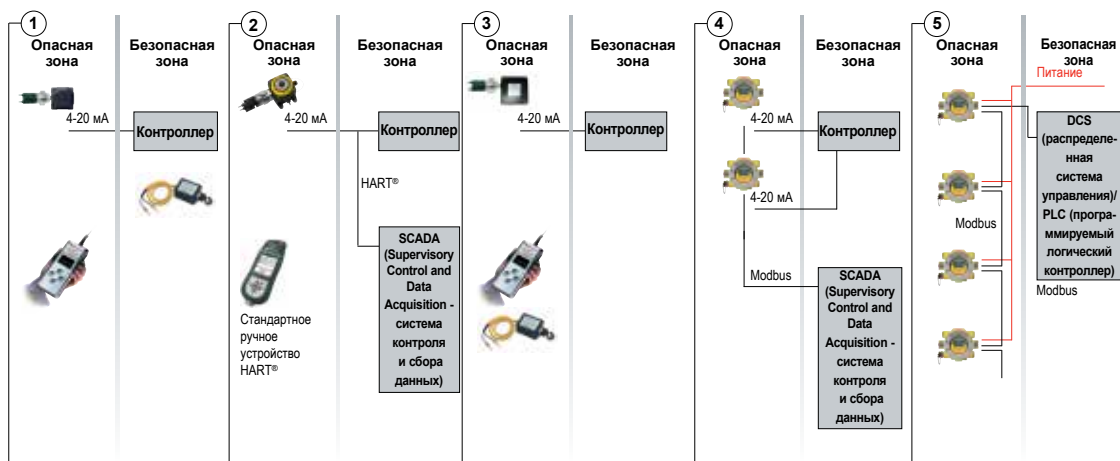 1
Опасная
зона
Безопасная
зона
4-20 мА
Контроллер
2
Опасная
зона
Безопасная
зона
4-20 мА
Контроллер
HART®
SCADA
(Supervisory
Control and
Data
Acquisition -
система
контроля
и сбора
данных)
Стандартное
ручное
устройство
HART®
3
Опасная
зона
Безопасная
зона
4-20 мА
Контроллер
4
Опасная
зона
Безопасная
зона
4-20 мА
Контроллер
4-20 мА
Modbus
SCADA
(Supervisory
Control and
Data
Acquisition -
система
контроля
и сбора
данных)
5
Опасная
зона
Безопасная
зона
Питание
DCS
(распределе-
нная
система
управления)/
PLC (програ-
ммируемый
логический
контроллер)
Modbus
Modbus